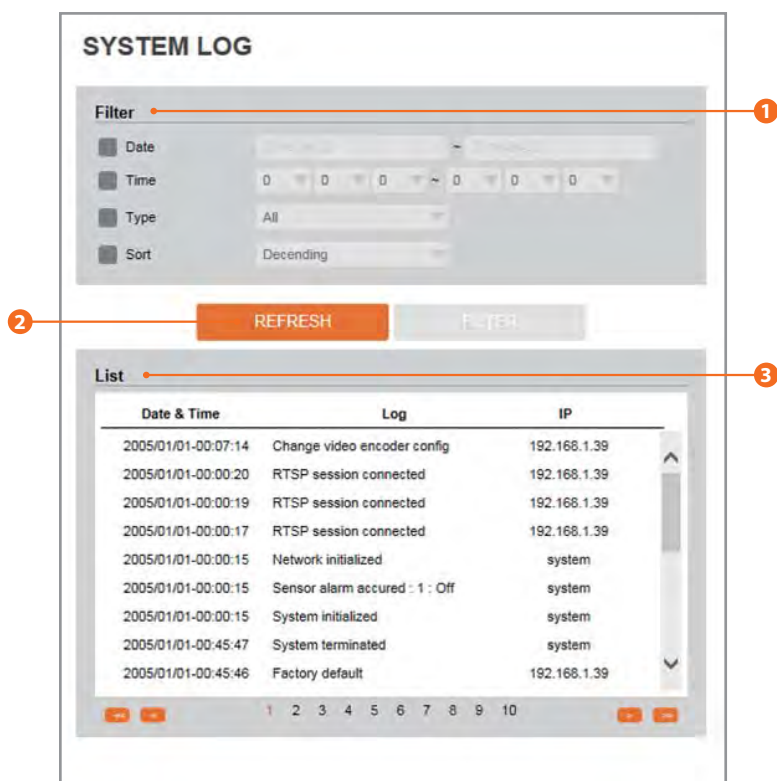 SYSTEM LOG
Filter
1
Date ~
Time 0 0 0 ~ 0 0 0
Type All
Sort Decending
2
REFRESH FILTER
List
3
Date & Time Log IP
2005/01/01-00:07:14 Change video encoder config 192.168.1.39
2005/01/01-00:00:20 RTSP session connected 192.168.1.39
2005/01/01-00:00:19 RTSP session connected 192.168.1.39
2005/01/01-00:00:17 RTSP session connected 192.168.1.39
2005/01/01-00:00:15 Network initialized system
2005/01/01-00:00:15 Sensor alarm accured : 1 : Off system
2005/01/01-00:00:15 System initialized system
2005/01/01-00:45:47 System terminated system
2005/01/01-00:45:46 Factory default 192.168.1.39
1 2 3 4 5 6 7 8 9 10